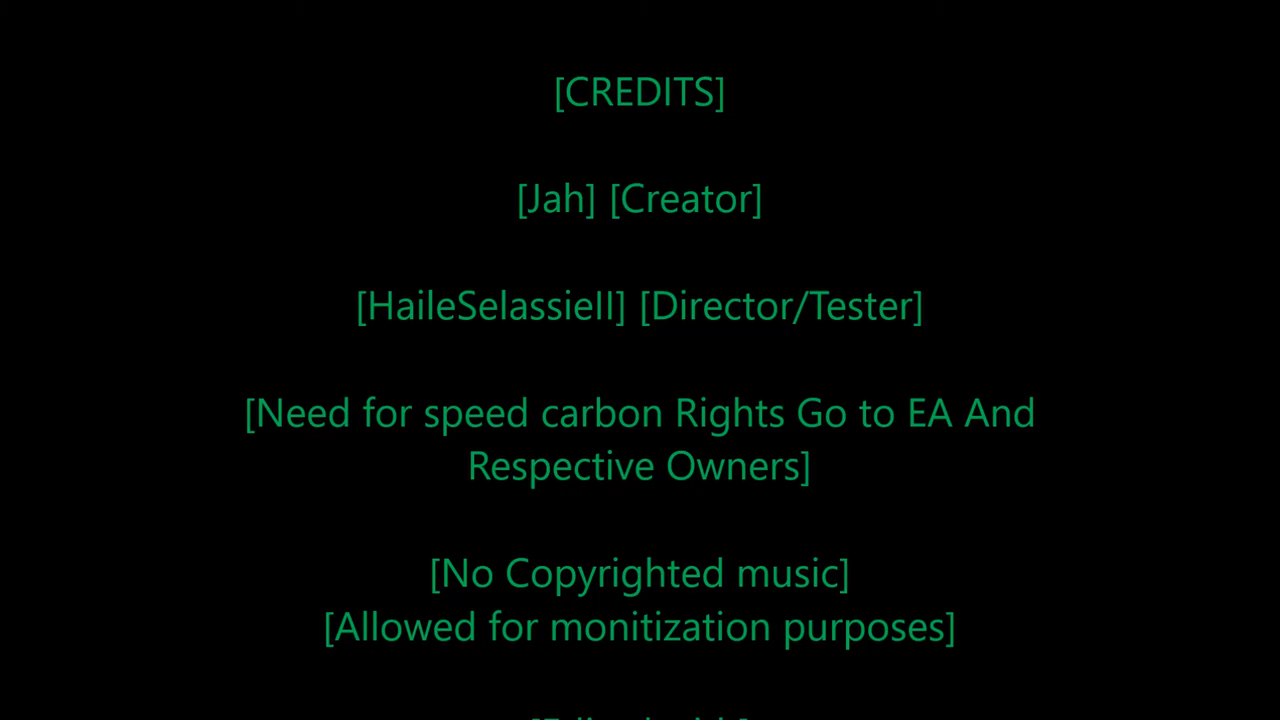 [CREDITS]
[Jah] [Creator]
[HaileSelassieII] [Director/Tester]
[Need for speed carbon Rights Go to EA And
Respective Owners]
[No Copyrighted music]
[Allowed for monitization purposes]